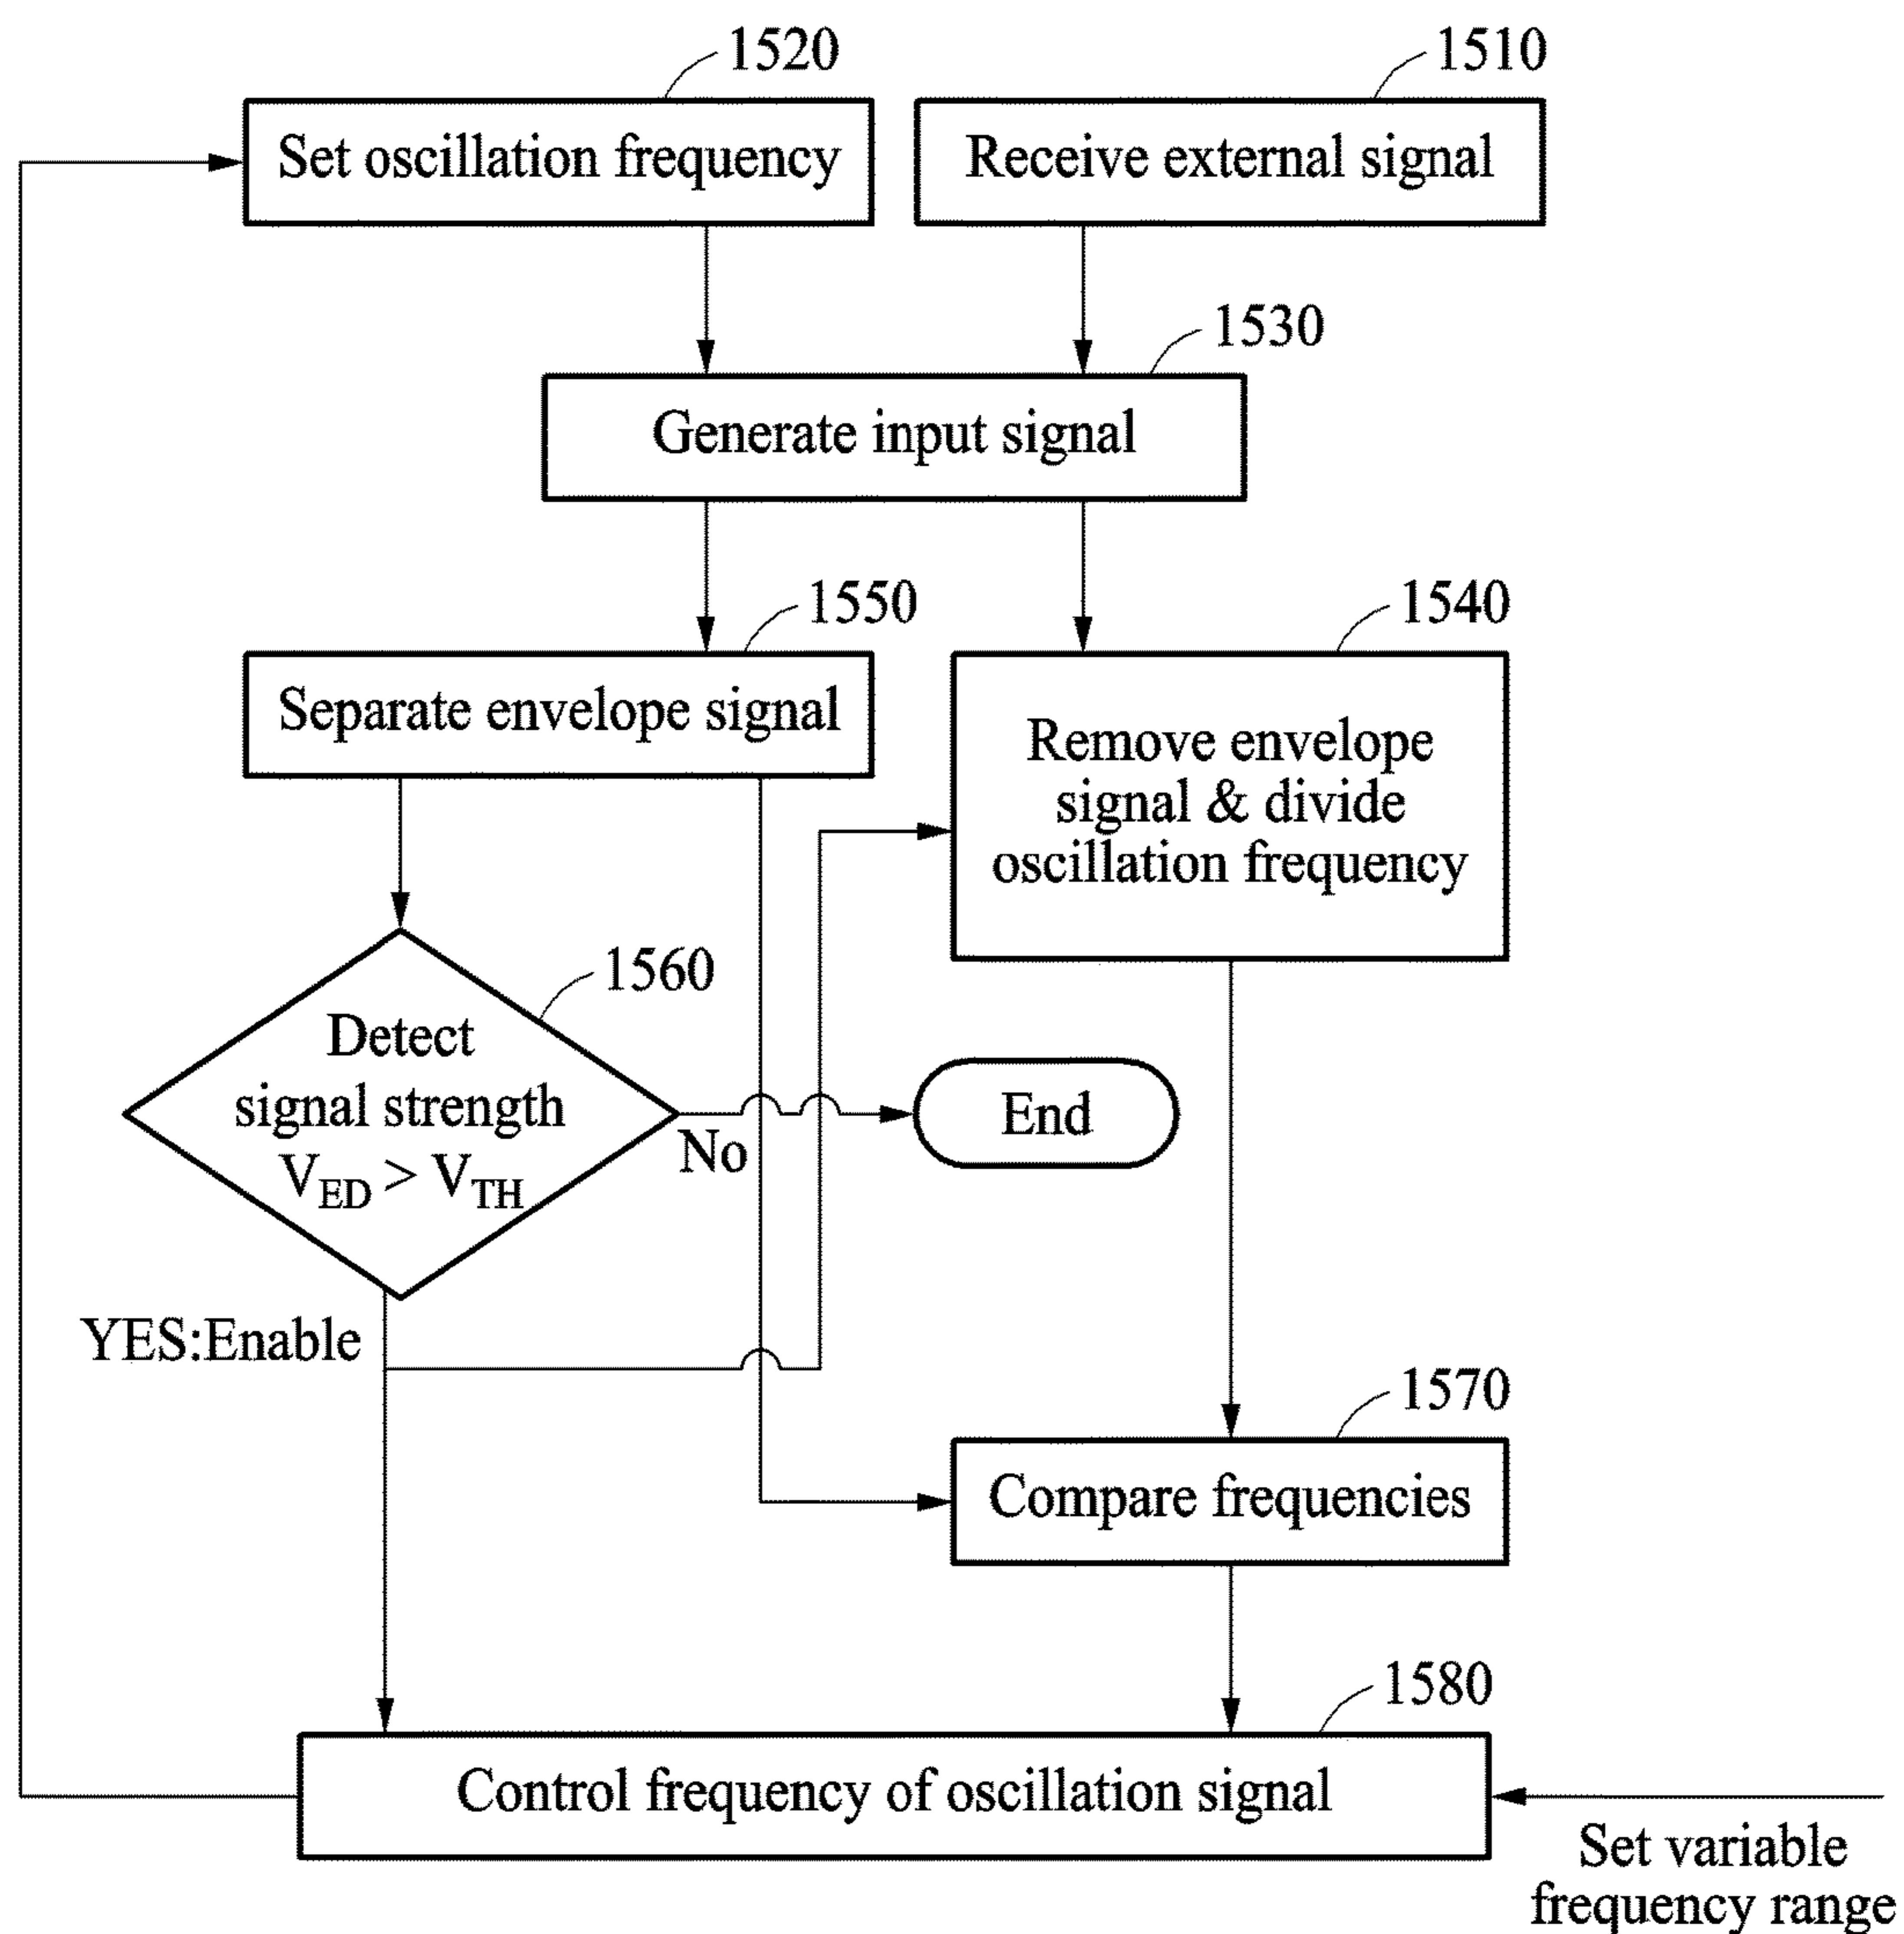 1520
1510
Set oscillation frequency
Receive external signal
1530
Generate input signal
1550
1540
Separate envelope signal
Remove envelope
signal & divide
oscillation frequency
1560
Detect
signal strength
V_ED > V_TH
No
End
YES:Enable
1570
Compare frequencies
1580
Control frequency of oscillation signal
Set variable
frequency range